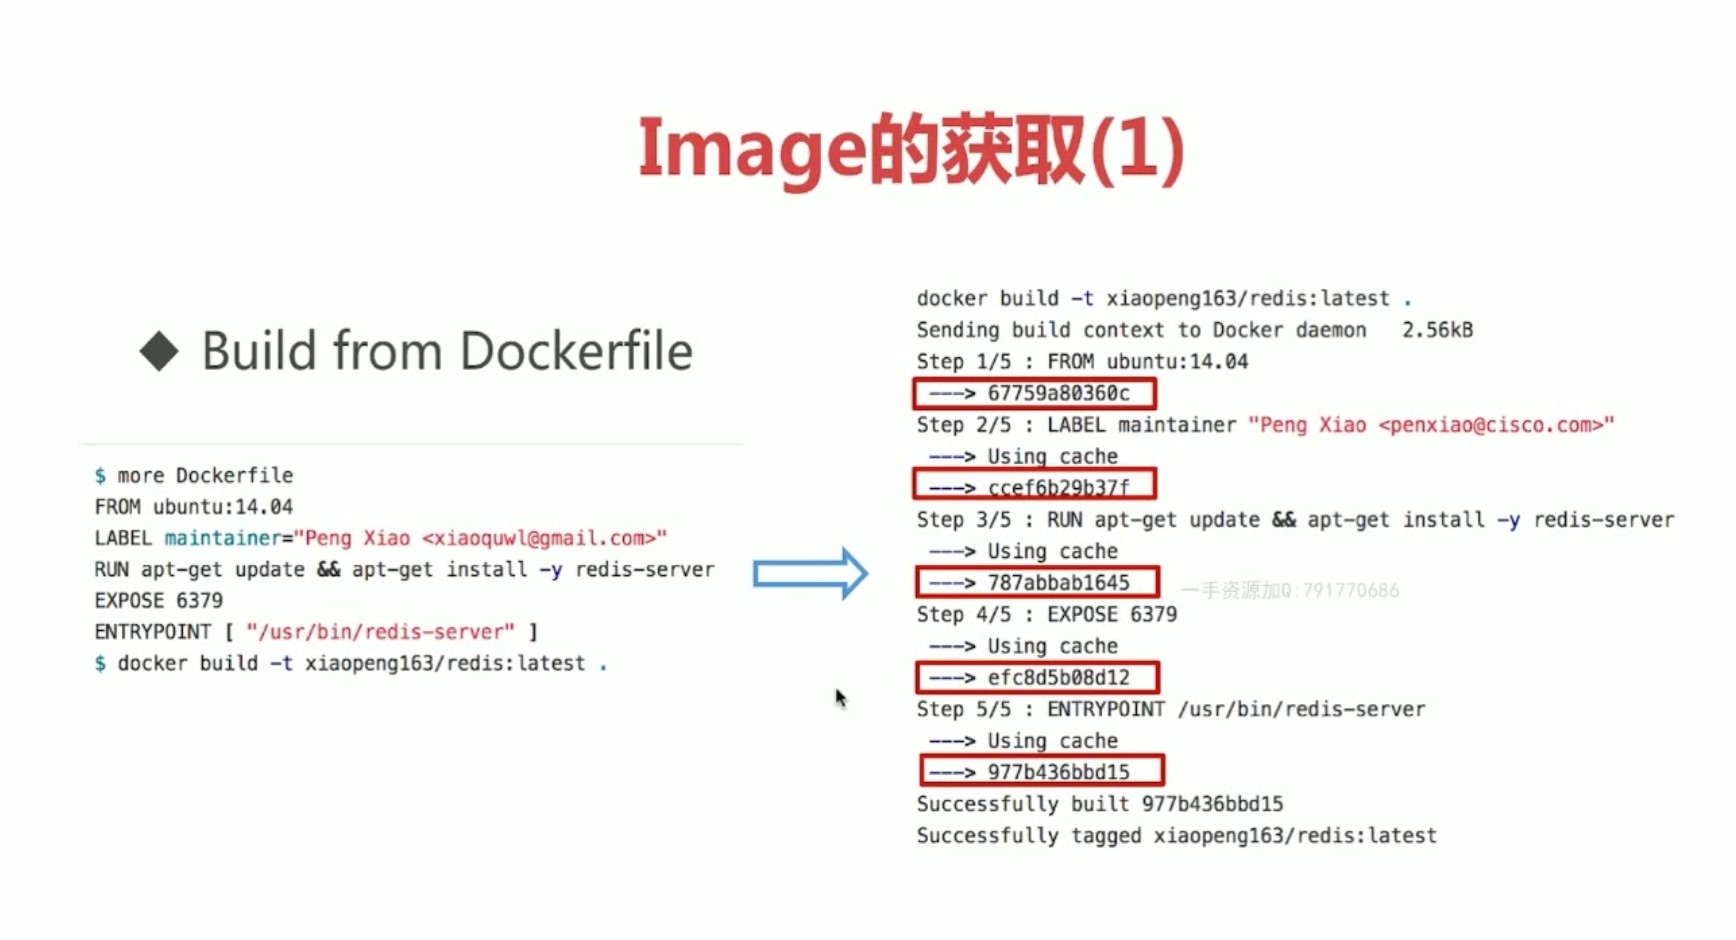 Image的获取(1)
◆ Build from Dockerfile
$ more Dockerfile
FROM ubuntu:14.04
LABEL maintainer="Peng Xiao <xiaoquwl@gmail.com>"
RUN apt-get update && apt-get install -y redis-server
EXPOSE 6379
ENTRYPOINT [ "/usr/bin/redis-server" ]
$ docker build -t xiaopeng163/redis:latest .
docker build -t xiaopeng163/redis:latest .
Sending build context to Docker daemon 2.56kB
Step 1/5 : FROM ubuntu:14.04
---> 67759a80360c
Step 2/5 : LABEL maintainer "Peng Xiao <penxiao@cisco.com>"
---> Using cache
---> ccef6b29b37f
Step 3/5 : RUN apt-get update && apt-get install -y redis-server
---> Using cache
---> 787abbab1645
一手资源加Q:791770686
Step 4/5 : EXPOSE 6379
---> Using cache
---> efc8d5b08d12
Step 5/5 : ENTRYPOINT /usr/bin/redis-server
---> Using cache
---> 977b436bbd15
Successfully built 977b436bbd15
Successfully tagged xiaopeng163/redis:latest